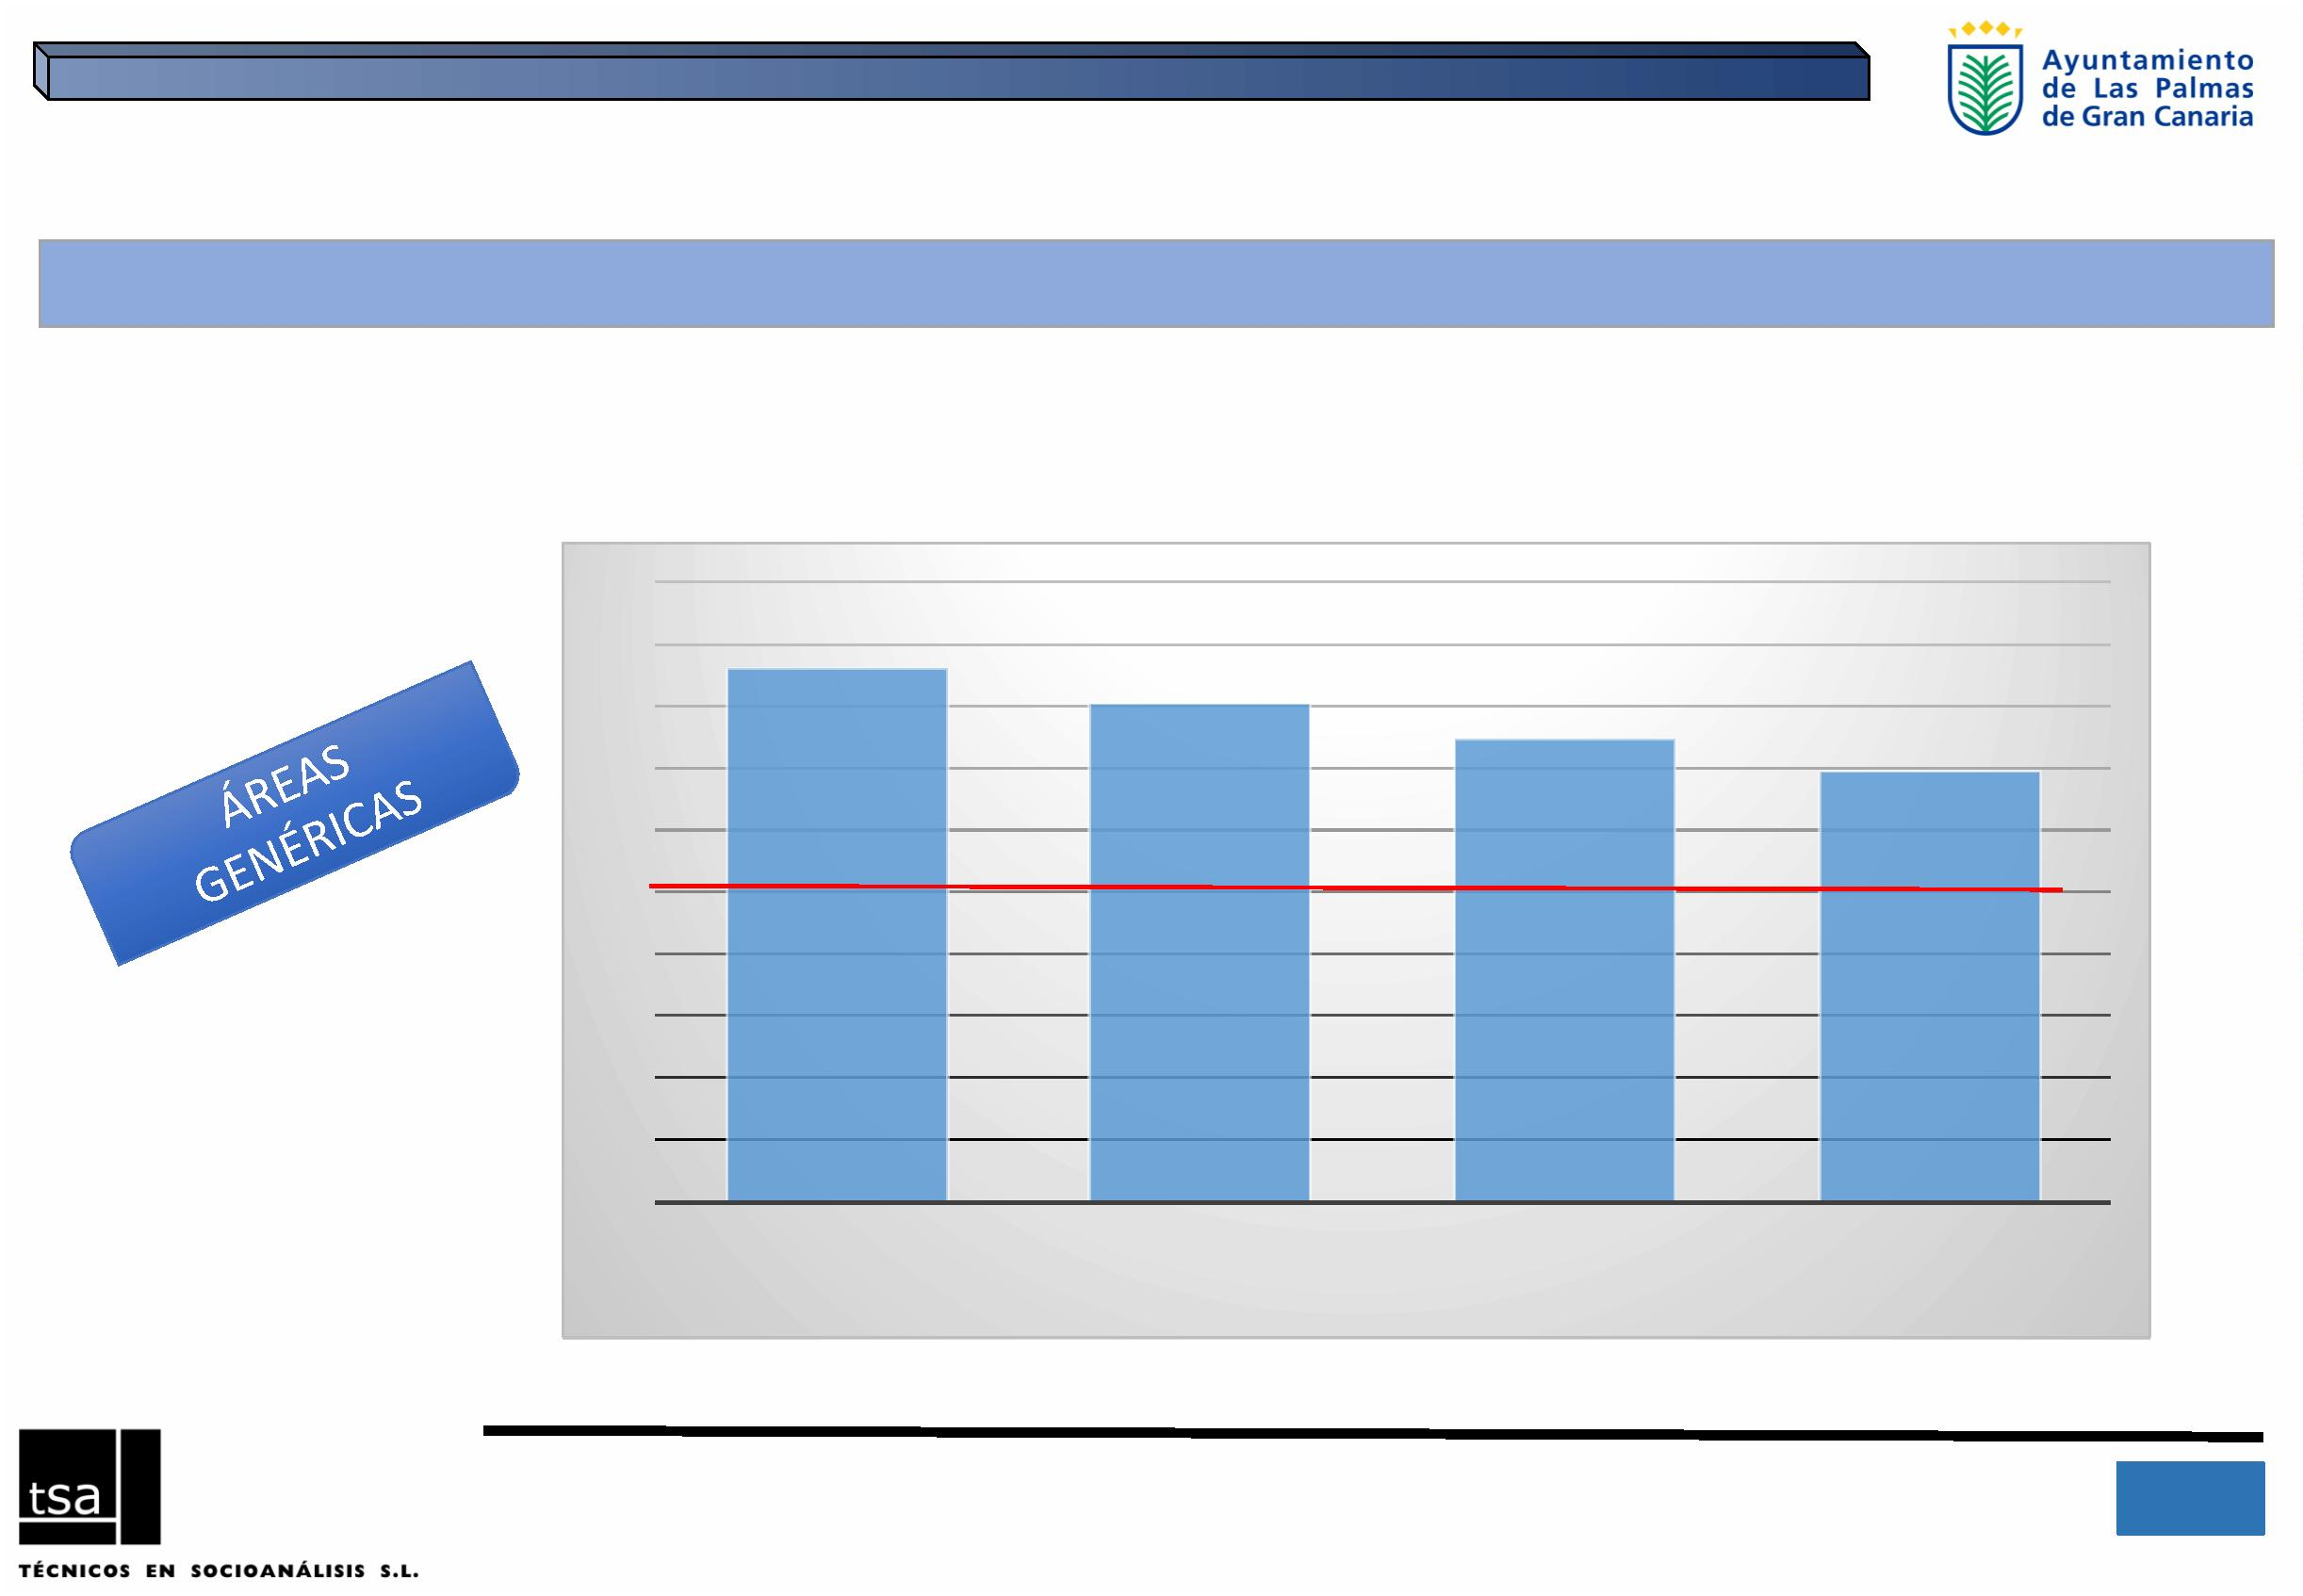 Ayuntamiento
de Las Palmas
de Gran Canaria
ÁREAS
GENÉRICAS
tsa
TÉCNICOS EN SOCIOANÁLISIS S.L.